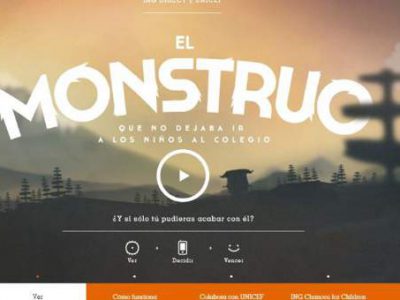 ING DIRECT | UNICEF
EL
MONSTRUO
QUE NO DEJABA IR
A LOS NIÑOS AL COLEGIO
¿Y si sólo tú pudieras acabar con él?
Ver Decidir Vencer
Ver Cómo funciona Colabora con UNICEF ING Chances for Children